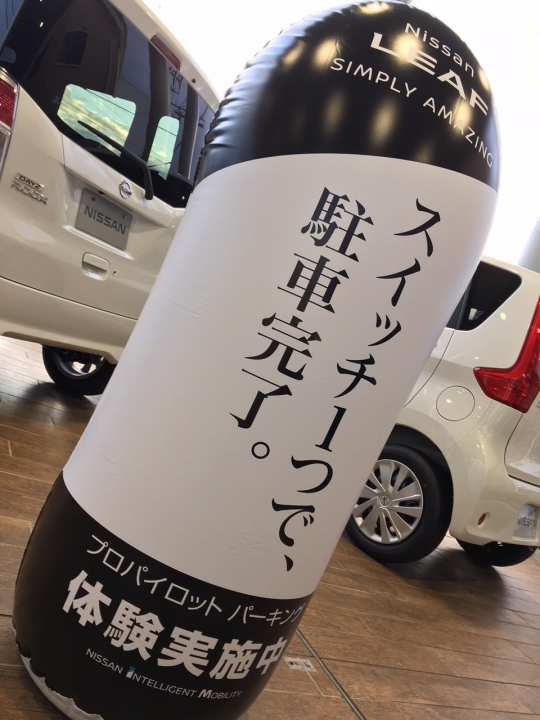 Nissan
LEAF
SIMPLY AMAZING
スイッチ1つで、
駐車完了。
プロパイロット パーキング
体験実施中
NISSAN INTELLIGENT MOBILITY
DAYZ
ROOX
NISSAN